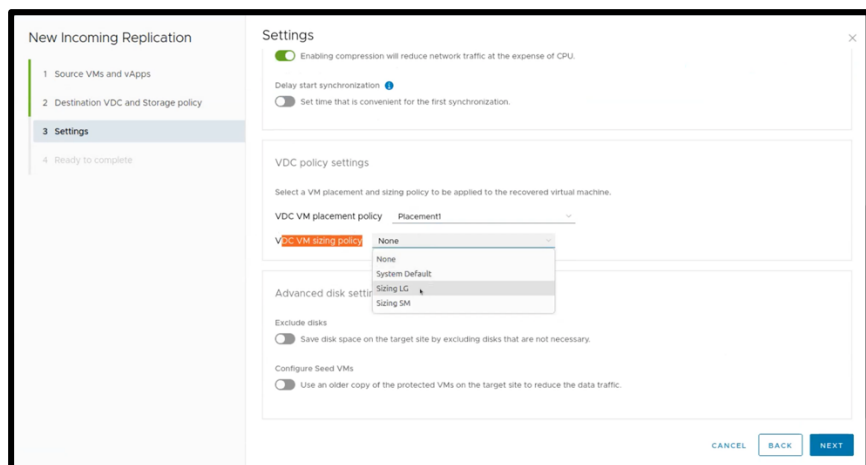 New Incoming Replication
1 Source VMs and vApps
2 Destination VDC and Storage policy
3 Settings
4 Ready to complete
Settings
Enabling compression will reduce network traffic at the expense of CPU.
Delay start synchronization
Set time that is convenient for the first synchronization.
VDC policy settings
Select a VM placement and sizing policy to be applied to the recovered virtual machine.
VDC VM placement policy Placement1
VDC VM sizing policy None
None
System Default
Sizing LG
Sizing SM
Advanced disk settin
Exclude disks
Save disk space on the target site by excluding disks that are not necessary.
Configure Seed VMs
Use an older copy of the protected VMs on the target site to reduce the data traffic.
CANCEL BACK NEXT